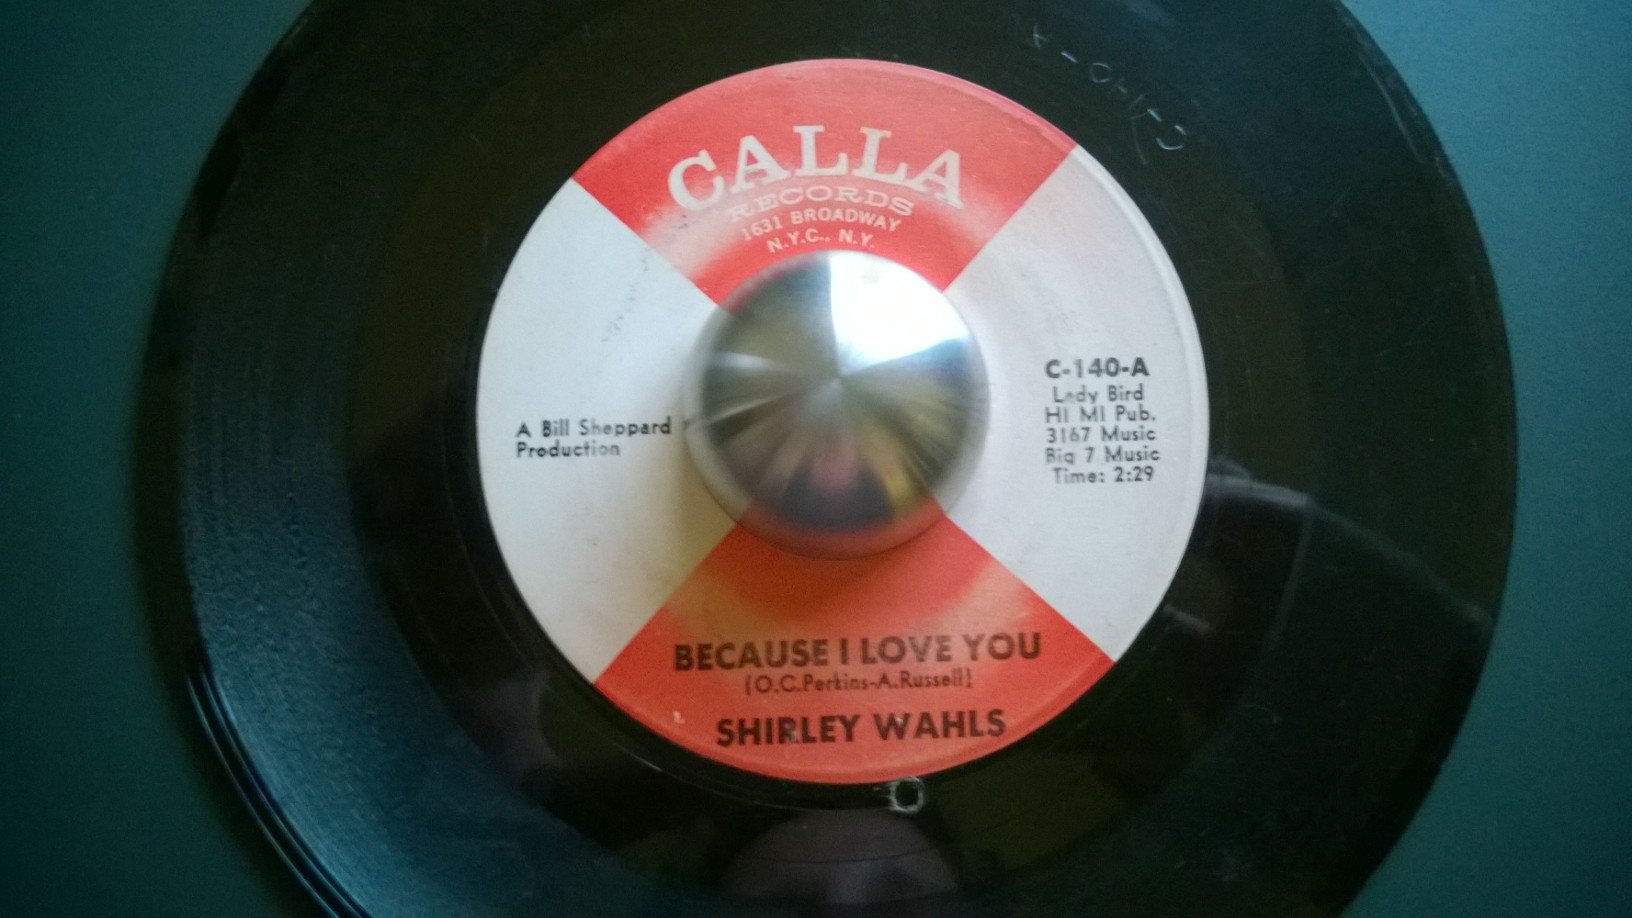 CALLA
RECORDS
1631 BROADWAY
N.Y.C., N.Y.
A Bill Sheppard
Production
C-140-A
Lady Bird
HI MI Pub.
3167 Music
Big 7 Music
Time: 2:29
BECAUSE I LOVE YOU
(O.C.Perkins-A.Russell)
SHIRLEY WAHLS